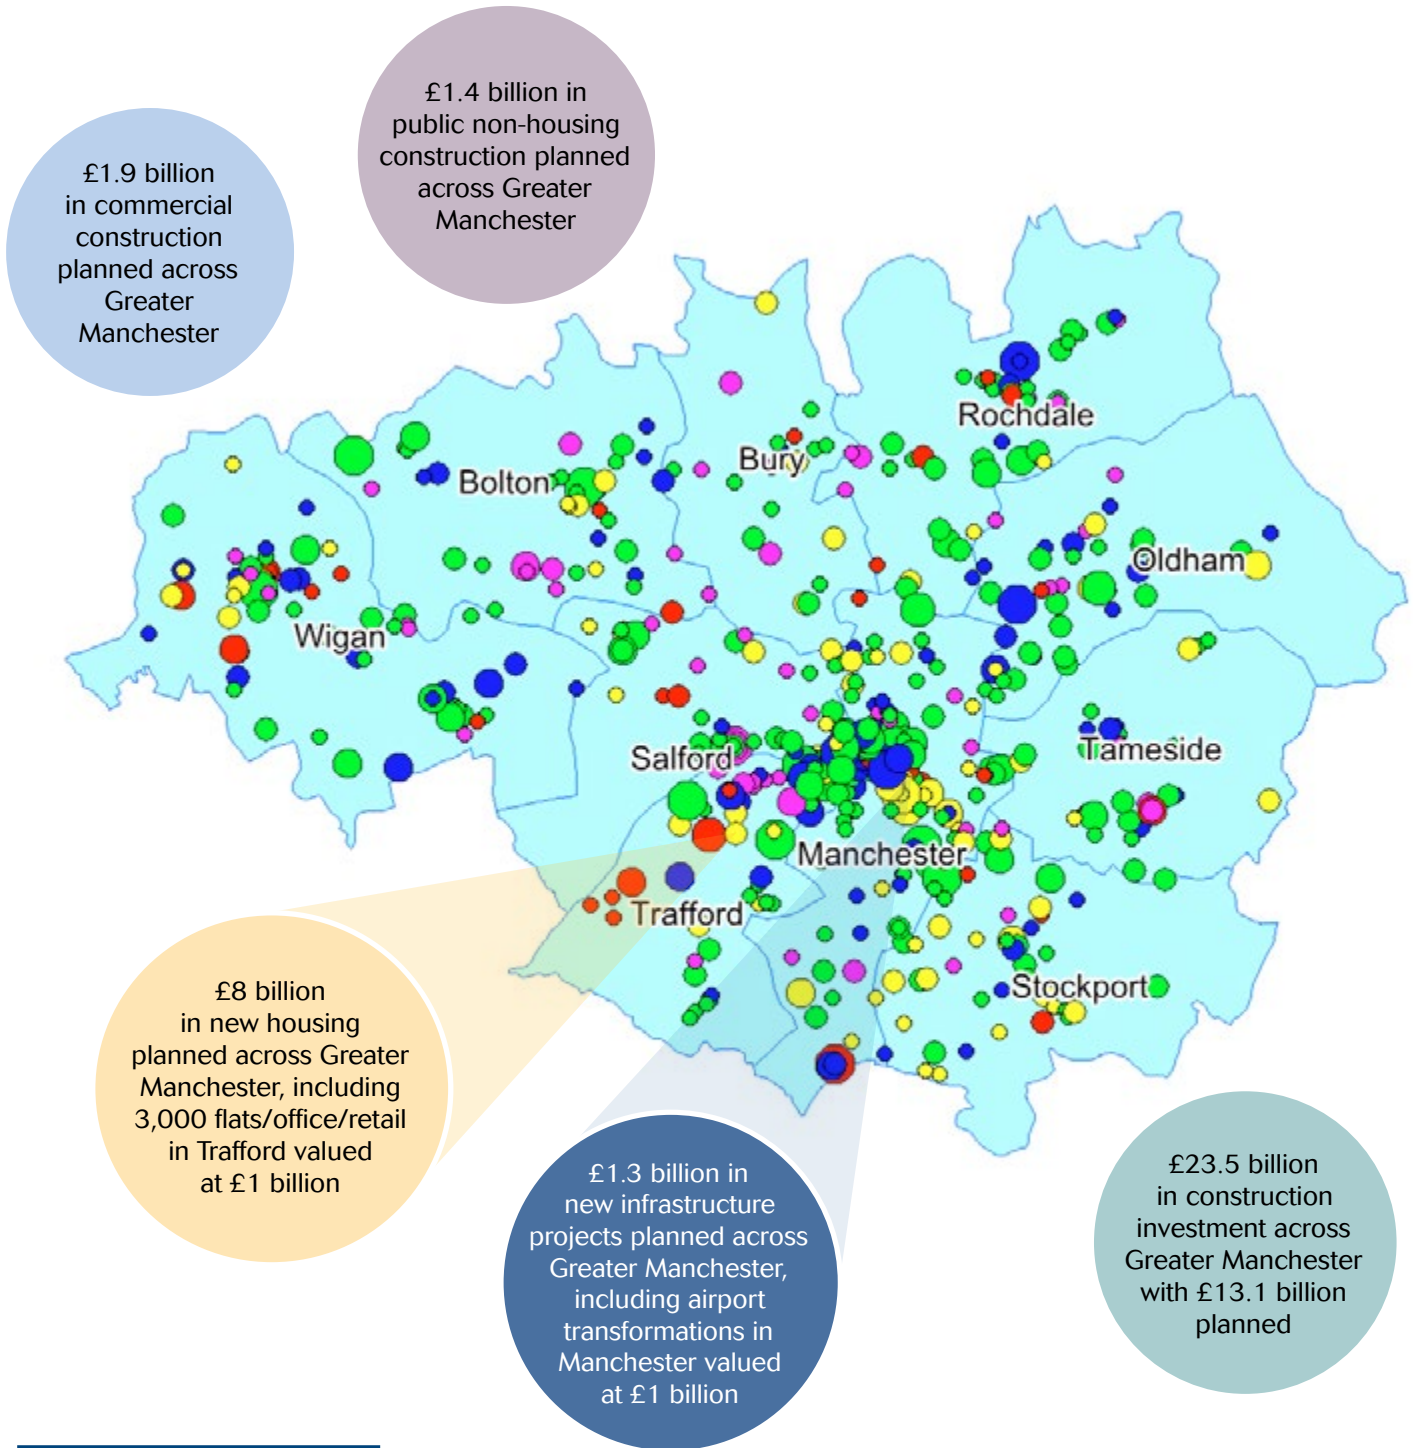 £1.4 billion in
public non-housing
construction planned
across Greater
Manchester
£1.9 billion
in commercial
construction
planned across
Greater
Manchester
Rochdale
Bury
Bolton
Oldham
Wigan
Salford
Tameside
Manchester
Trafford
Stockport
£8 billion
in new housing
planned across Greater
Manchester, including
3,000 flats/office/retail
in Trafford valued
at £1 billion
£1.3 billion in
new infrastructure
projects planned across
Greater Manchester,
including airport
transformations in
Manchester valued
at £1 billion
£23.5 billion
in construction
investment across
Greater Manchester
with £13.1 billion
planned